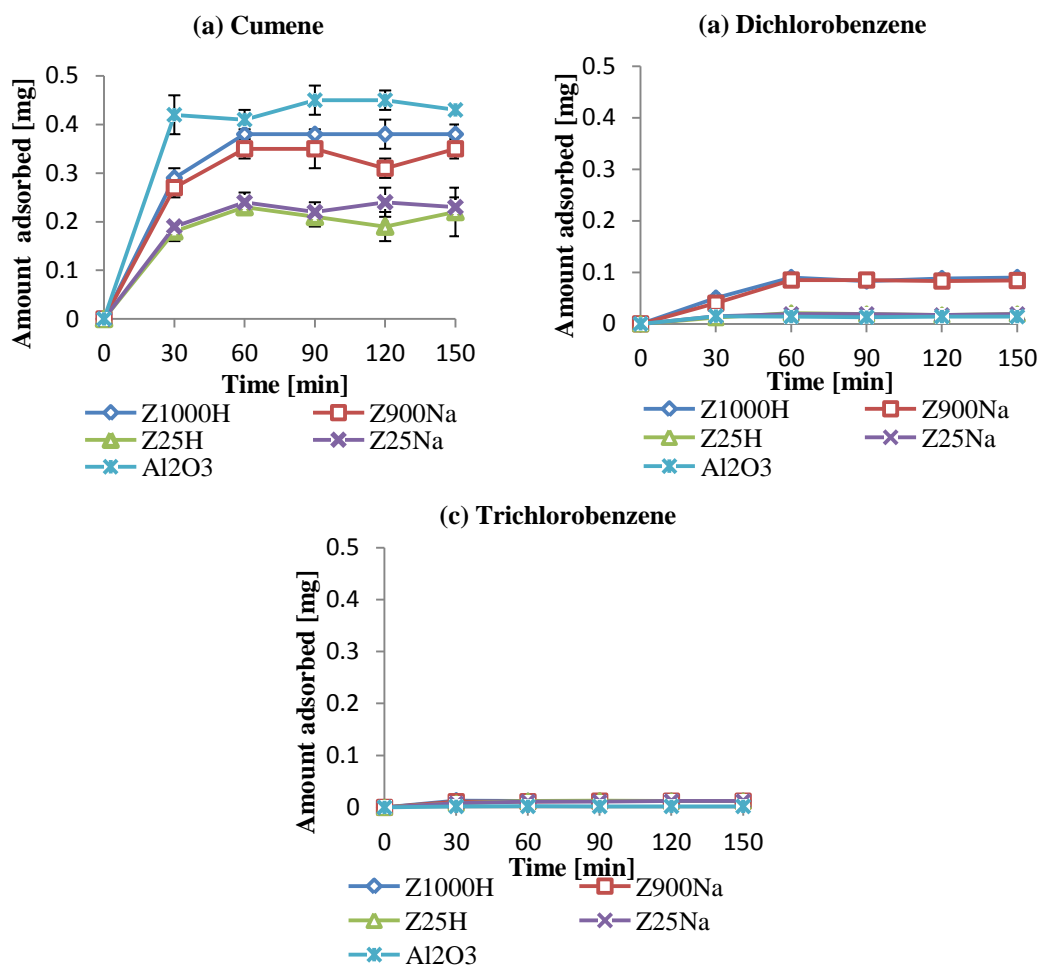 (a) Cumene
Amount adsorbed [mg]
0.5
0.4
0.3
0.2
0.1
0
0 30 60 90 120 150
Time [min]
Z1000H Z900Na
Z25H Z25Na
Al2O3
(a) Dichlorobenzene
Amount adsorbed [mg]
0.5
0.4
0.3
0.2
0.1
0
0 30 60 90 120 150
Time [min]
Z1000H Z900Na
Z25H Z25Na
Al2O3
(c) Trichlorobenzene
Amount adsorbed [mg]
0.5
0.4
0.3
0.2
0.1
0
0 30 60 90 120 150
Time [min]
Z1000H Z900Na
Z25H Z25Na
Al2O3